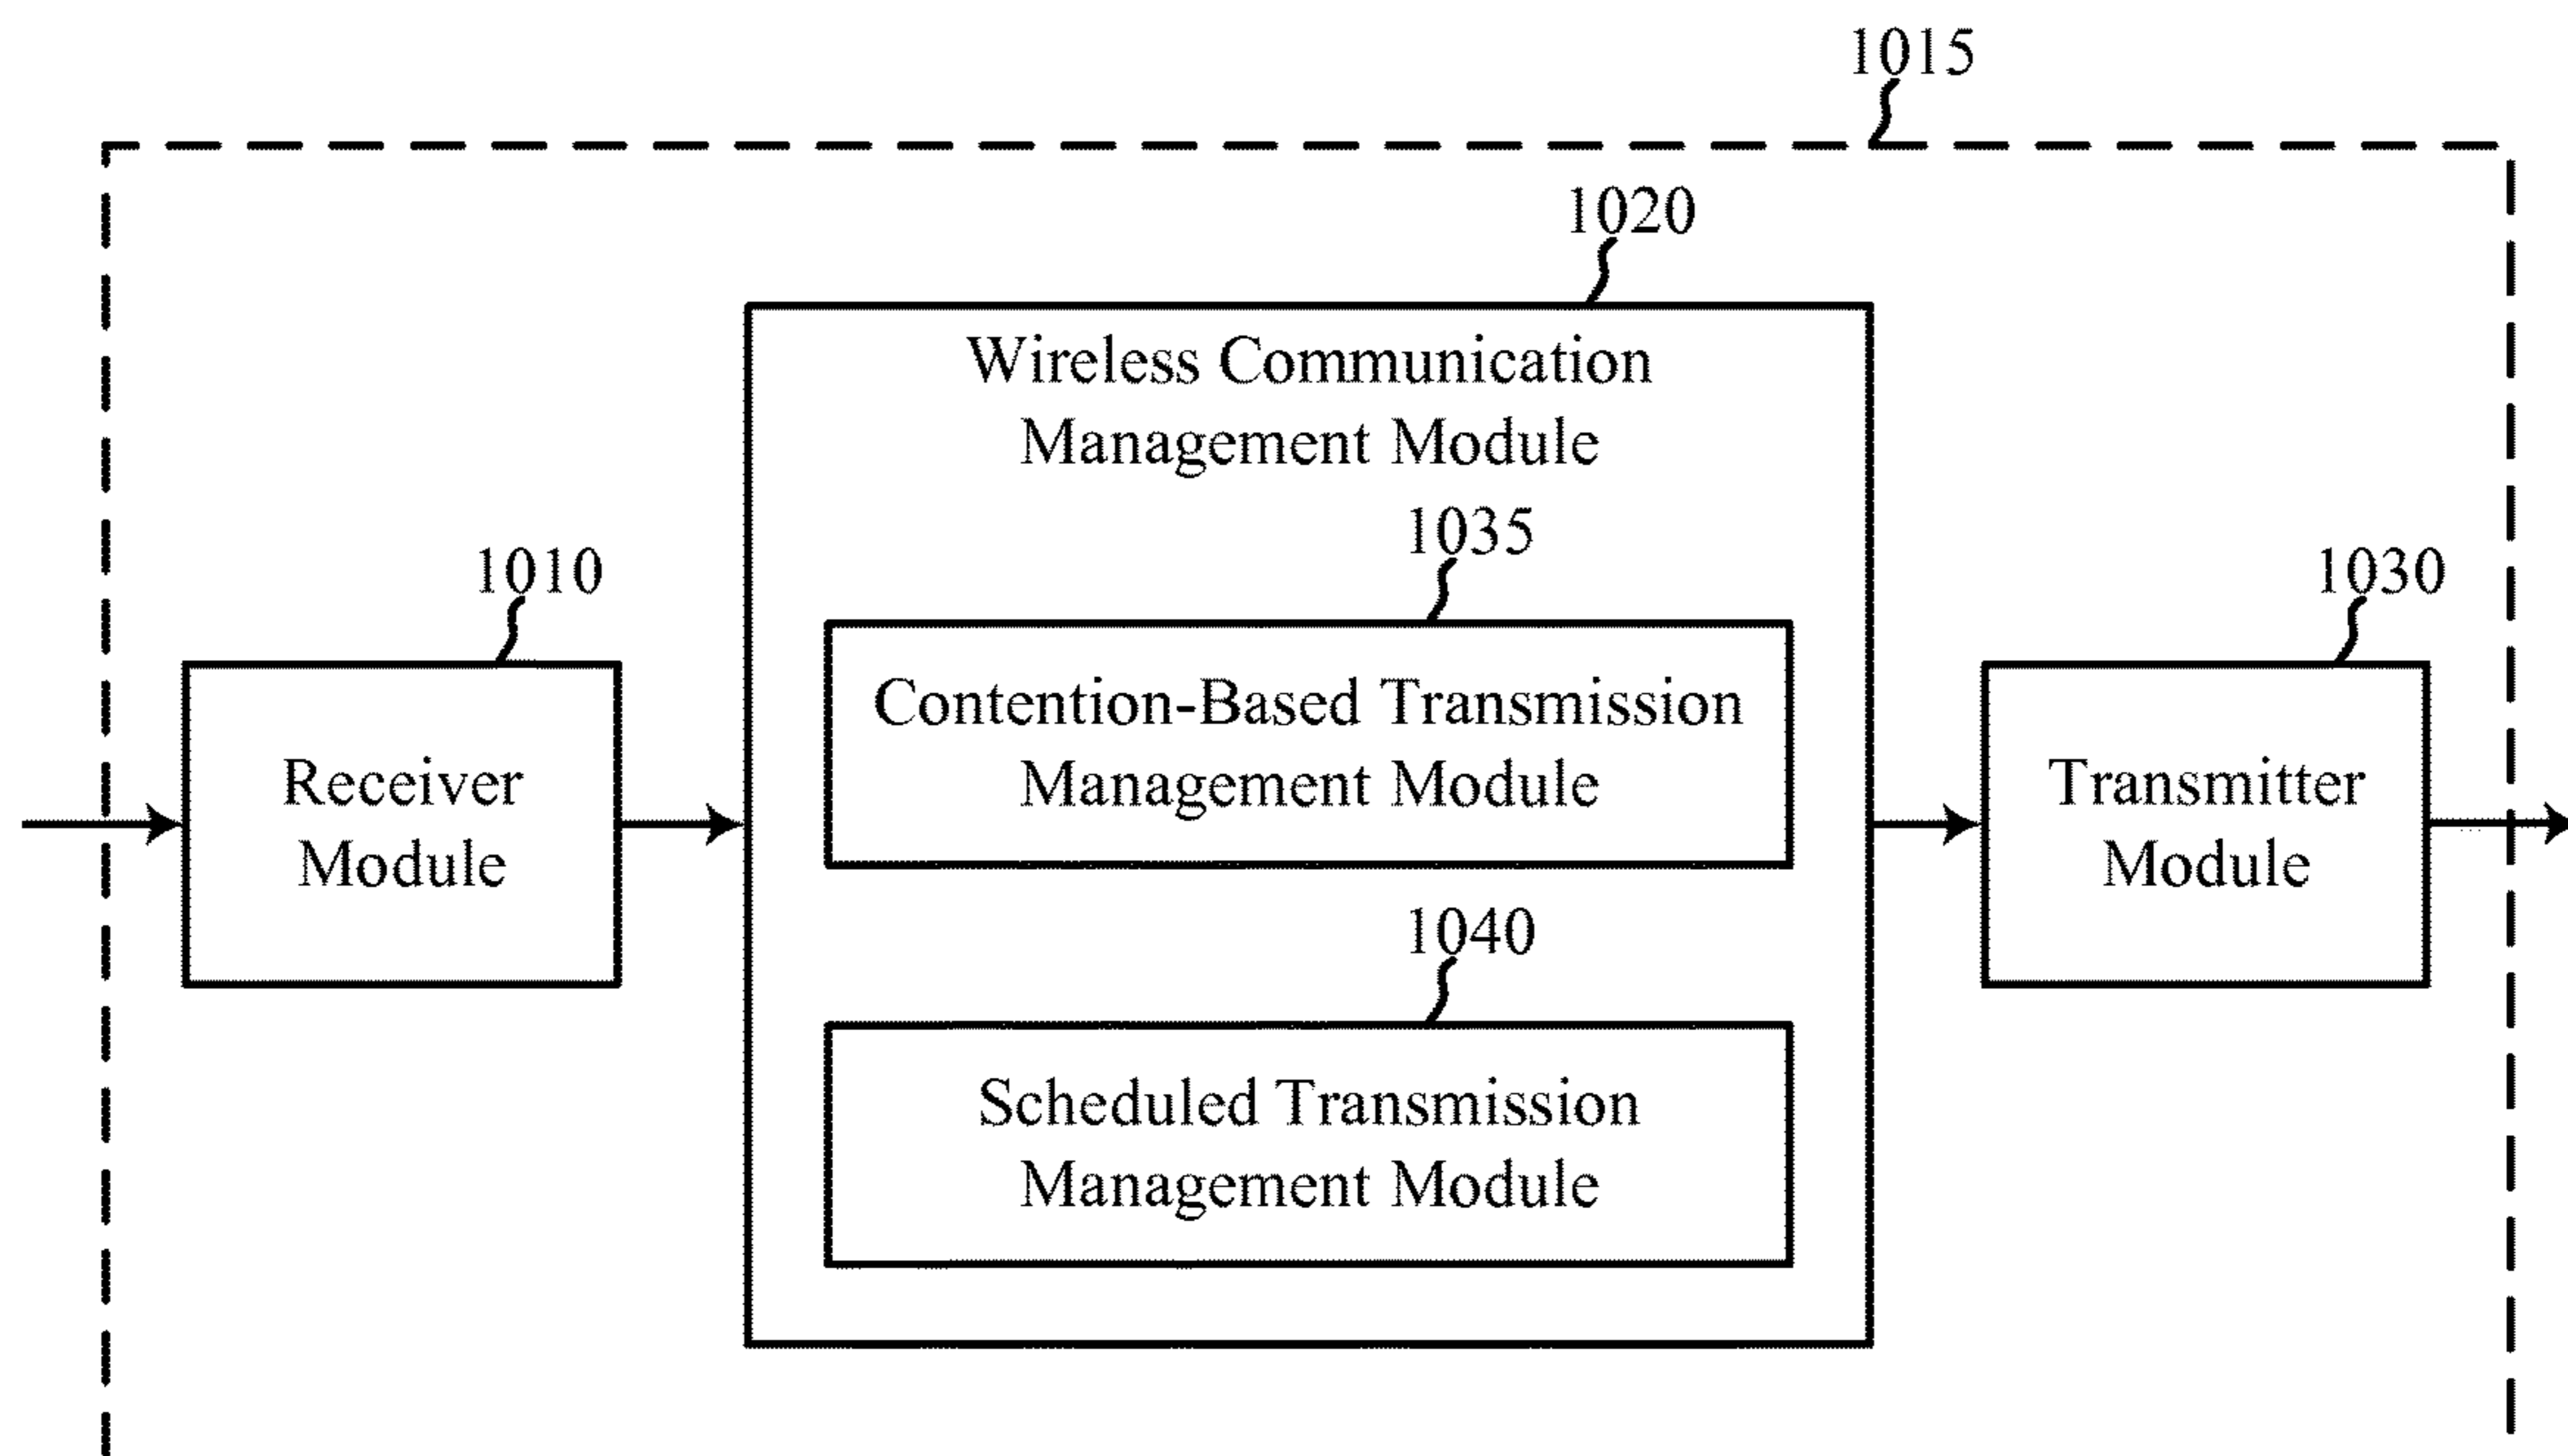 1015
1020
Wireless Communication
Management Module
1035
1010
1030
Contention-Based Transmission
Management Module
Receiver
Module
Transmitter
Module
1040
Scheduled Transmission
Management Module